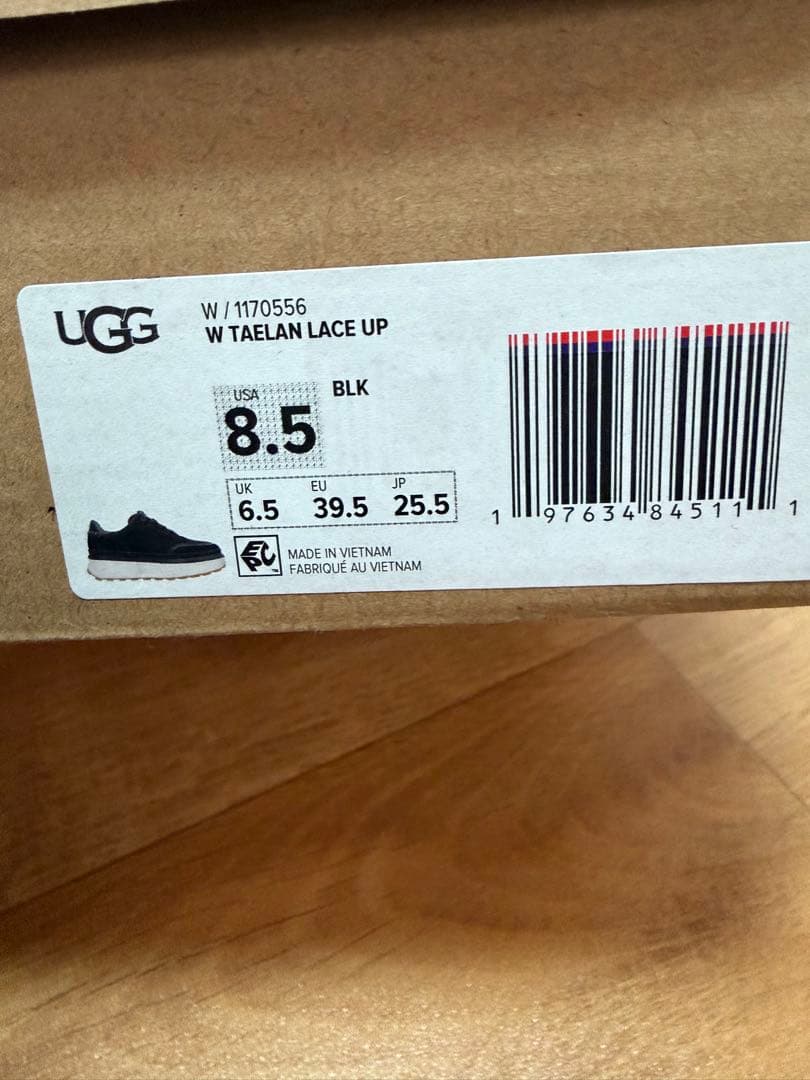 UGG
W / 1170556
W TAELAN LACE UP
USA
8.5
BLK
UK EU JP
6.5 39.5 25.5
EPC
MADE IN VIETNAM
FABRIQUÉ AU VIETNAM
1 97634 84511 1